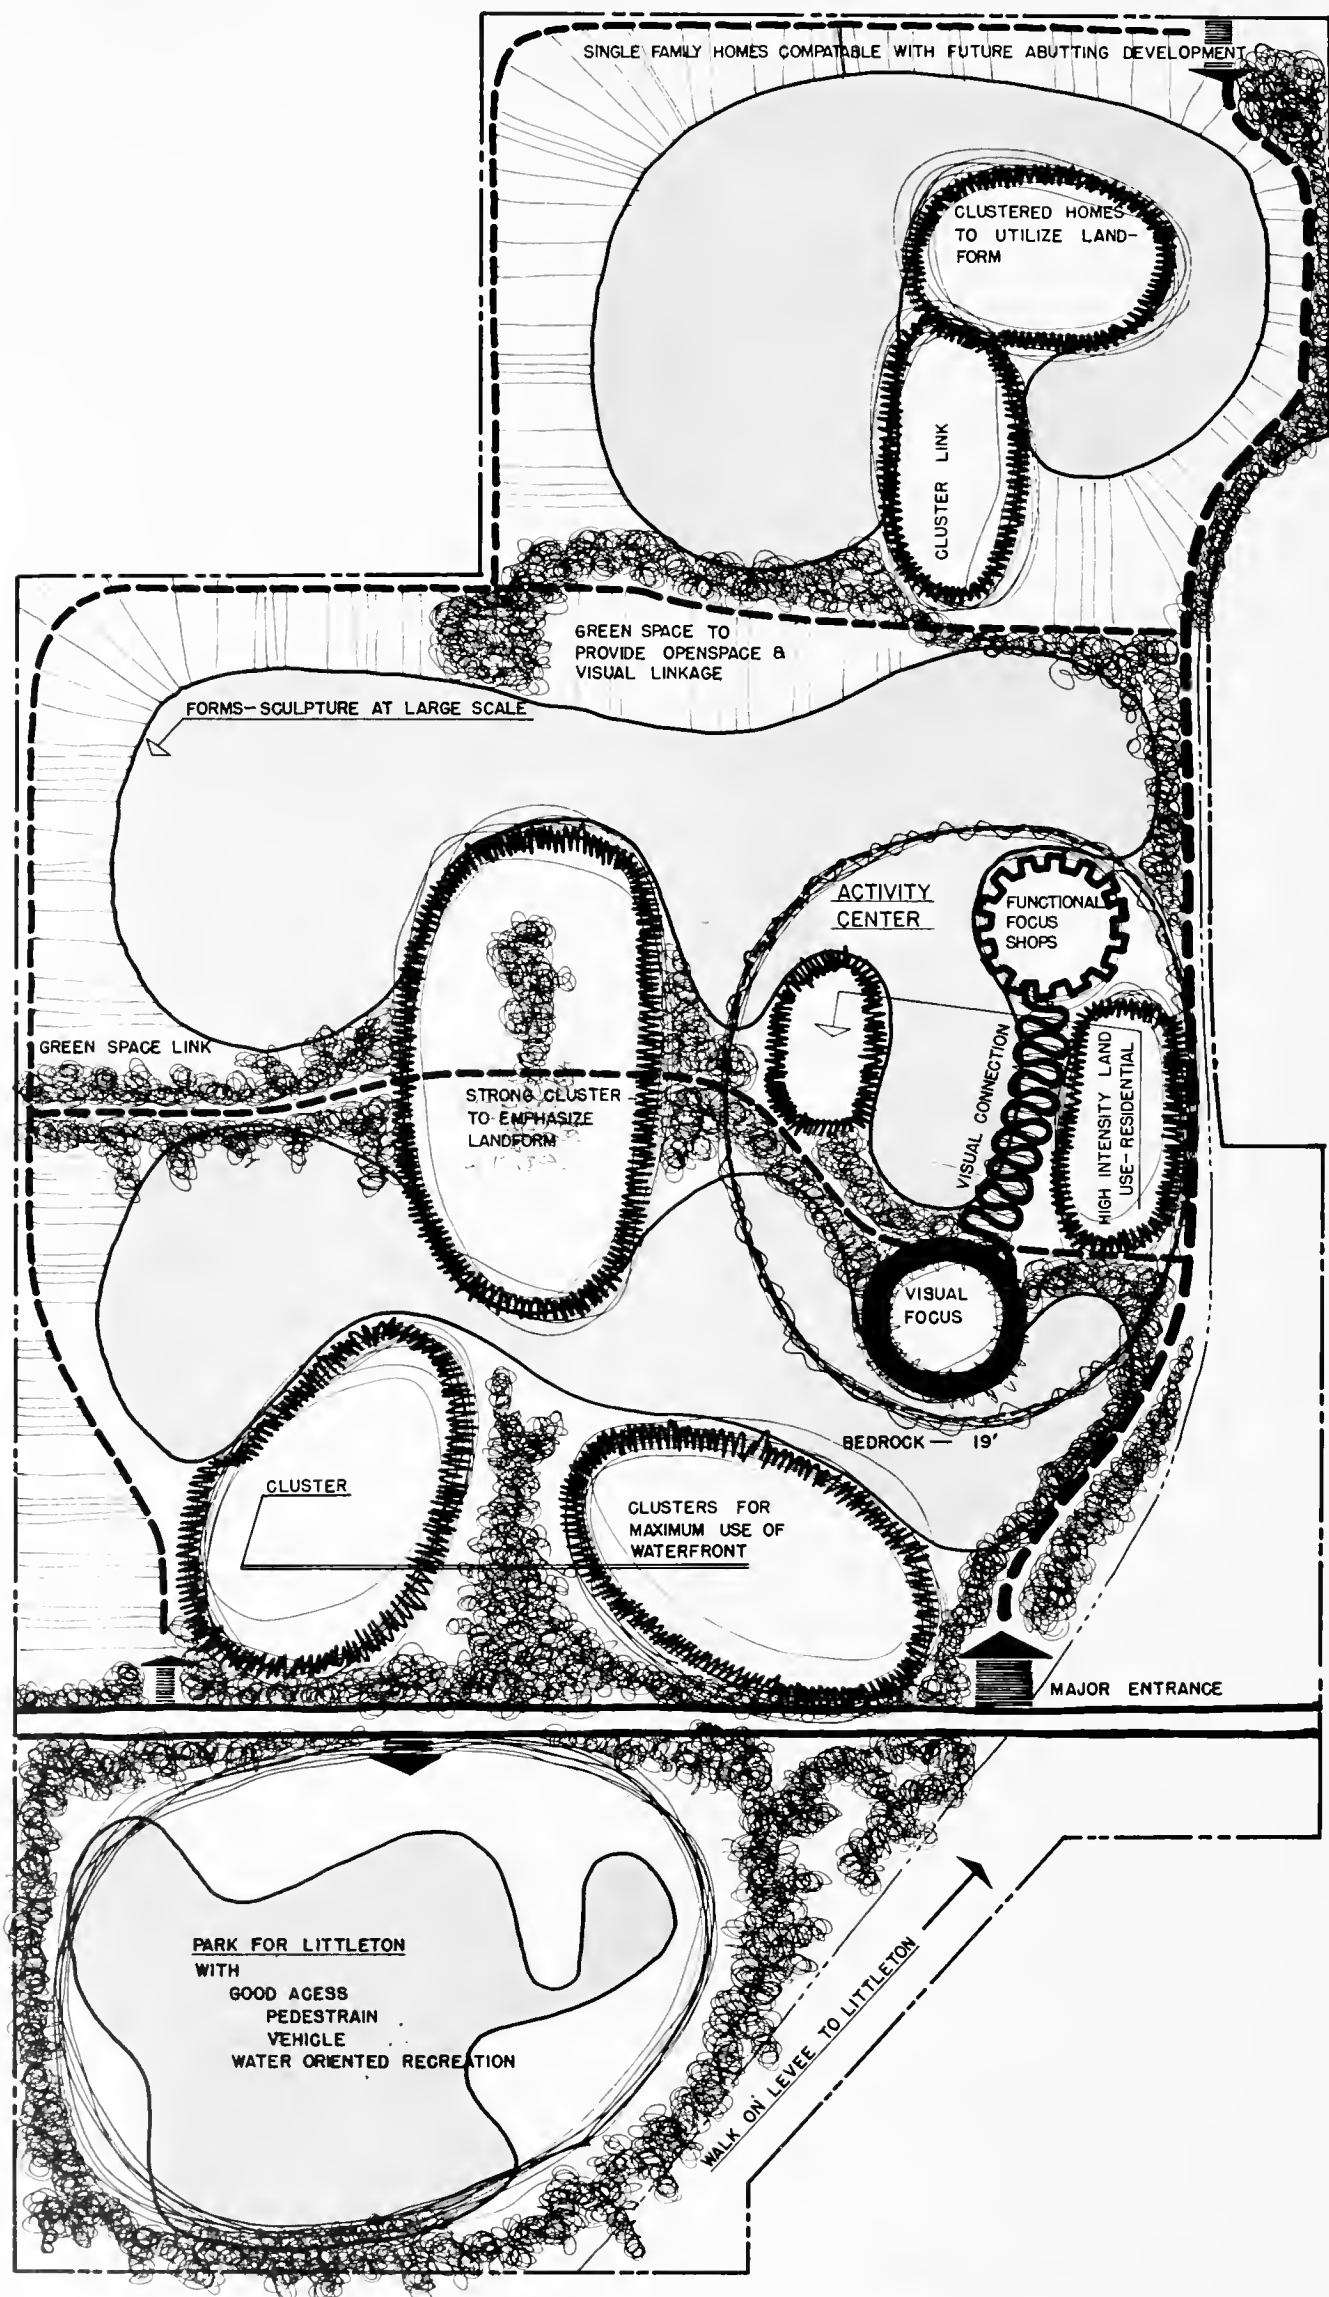 SINGLE FAMILY HOMES COMPATABLE WITH FUTURE ABUTTING DEVELOPMENT
CLUSTERED HOMES
TO UTILIZE LAND-
FORM
CLUSTER LINK
GREEN SPACE TO
PROVIDE OPENSPACE &
VISUAL LINKAGE
FORMS-SCULPTURE AT LARGE SCALE
ACTIVITY
CENTER
FUNCTIONAL
FOCUS
SHOPS
GREEN SPACE LINK
STRONG CLUSTER
TO EMPHASIZE
LANDFORM
VISUAL CONNECTION
HIGH INTENSITY LAND
USE-RESIDENTIAL
VISUAL
FOCUS
BEDROCK — 19'
CLUSTER
CLUSTERS FOR
MAXIMUM USE OF
WATERFRONT
MAJOR ENTRANCE
PARK FOR LITTLETON
WITH
GOOD ACESS
PEDESTRAIN
VEHICLE
WATER ORIENTED RECREATION
WALK ON LEVEE TO LITTLETON